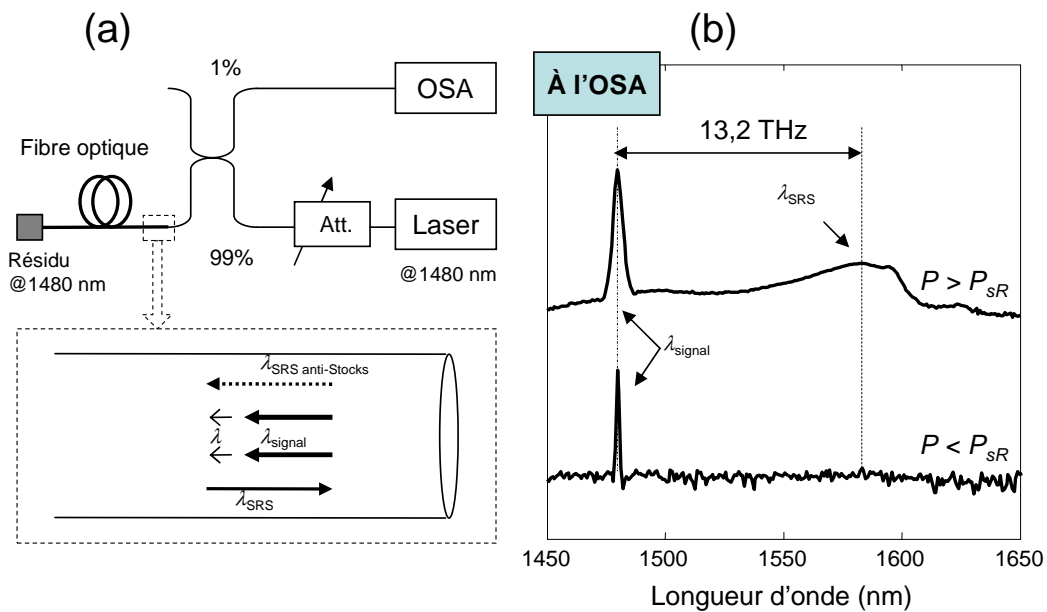 (a)
1%
OSA
Fibre optique
Att.
Laser
99%
Résidu
@1480 nm
@1480 nm
λSRS anti-Stocks
λ
λsignal
λSRS
(b)
À l'OSA
13,2 THz
λSRS
P > PsR
λsignal
P < PsR
1450
1500
1550
1600
1650
Longueur d'onde (nm)